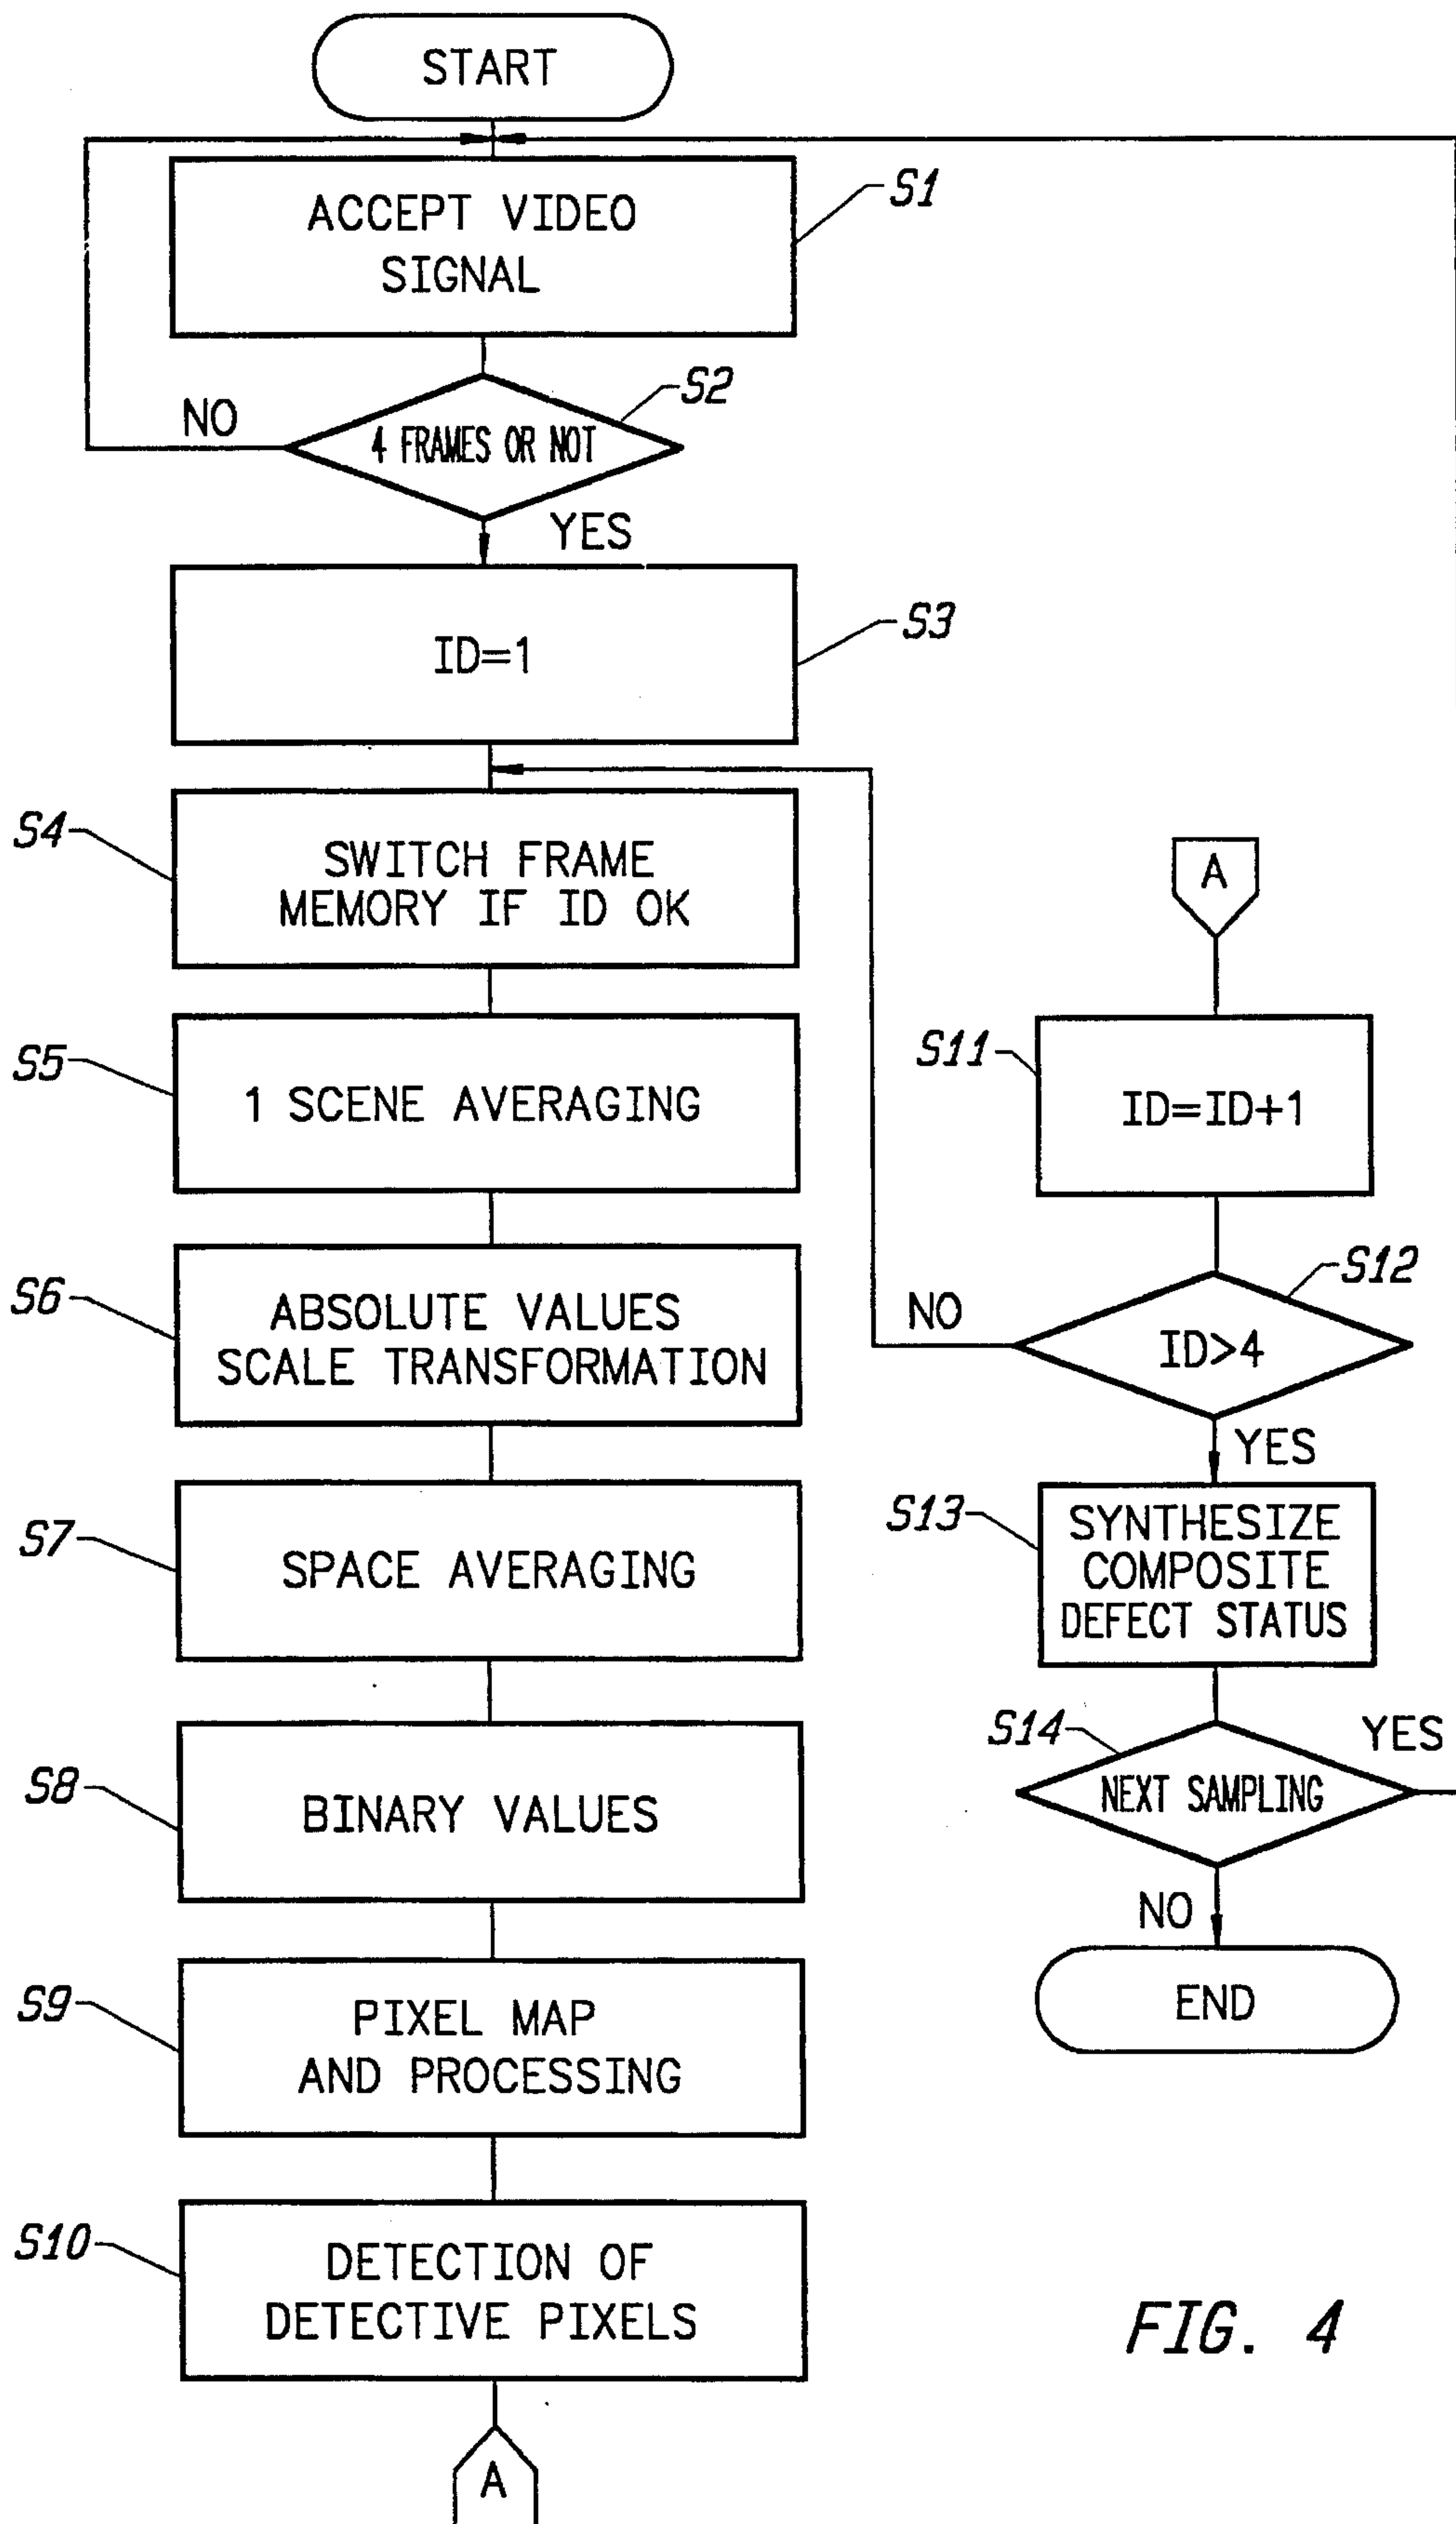 START
ACCEPT VIDEO
SIGNAL
S1
4 FRAMES OR NOT
S2
NO
YES
ID=1
S3
S4
SWITCH FRAME
MEMORY IF ID OK
S5
1 SCENE AVERAGING
S6
ABSOLUTE VALUES
SCALE TRANSFORMATION
S7
SPACE AVERAGING
S8
BINARY VALUES
S9
PIXEL MAP
AND PROCESSING
S10
DETECTION OF
DETECTIVE PIXELS
A
A
S11
ID=ID+1
S12
ID>4
NO
YES
S13
SYNTHESIZE
COMPOSITE
DEFECT STATUS
S14
NEXT SAMPLING
YES
NO
END
FIG. 4